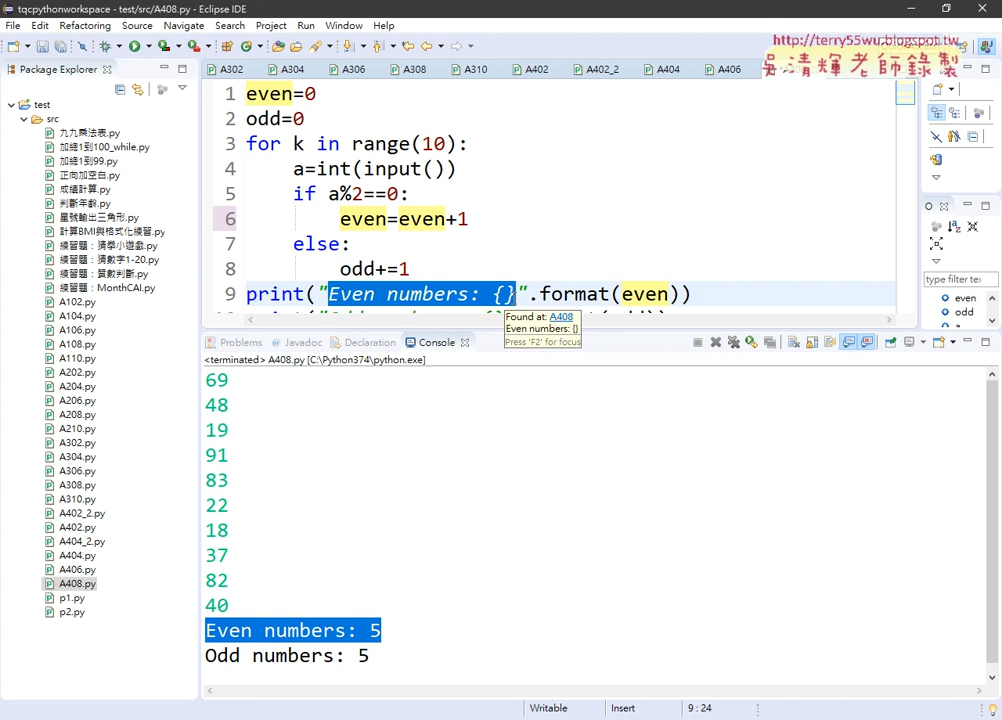 tqcpythonworkspace - test/src/A408.py - Eclipse IDE
File Edit Refactoring Source Navigate Search Project Run Window Help
http://terry55wu.blogspot.tw
吳清輝老師錄製
Package Explorer
A302 A304 A306 A308 A310 A402 A402_2 A404 A406
test
src
九九乘法表.py
加總1到100_while.py
加總1到99.py
正向加空白.py
成績計算.py
判斷年齡.py
星號輸出三角形.py
計算BMI與格式化練習.py
練習題：猜拳小遊戲.py
練習題：猜數字1-20.py
練習題：質數判斷.py
練習題：MonthCAI.py
A102.py
A104.py
A106.py
A108.py
A110.py
A202.py
A204.py
A206.py
A208.py
A210.py
A302.py
A304.py
A306.py
A308.py
A310.py
A402_2.py
A402.py
A404_2.py
A404.py
A406.py
A408.py
p1.py
p2.py
1 even=0
2 odd=0
3 for k in range(10):
4 a=int(input())
5 if a%2==0:
6 even=even+1
7 else:
8 odd+=1
9 print("Even numbers: {}".format(even))
Found at: A408
Even numbers: {}
Press 'F2' for focus
type filter te
even
odd
Problems Javadoc Declaration Console
<terminated> A408.py [C:\Python374\python.exe]
69
48
19
91
83
22
18
37
82
40
Even numbers: 5
Odd numbers: 5
Writable Insert 9 : 24